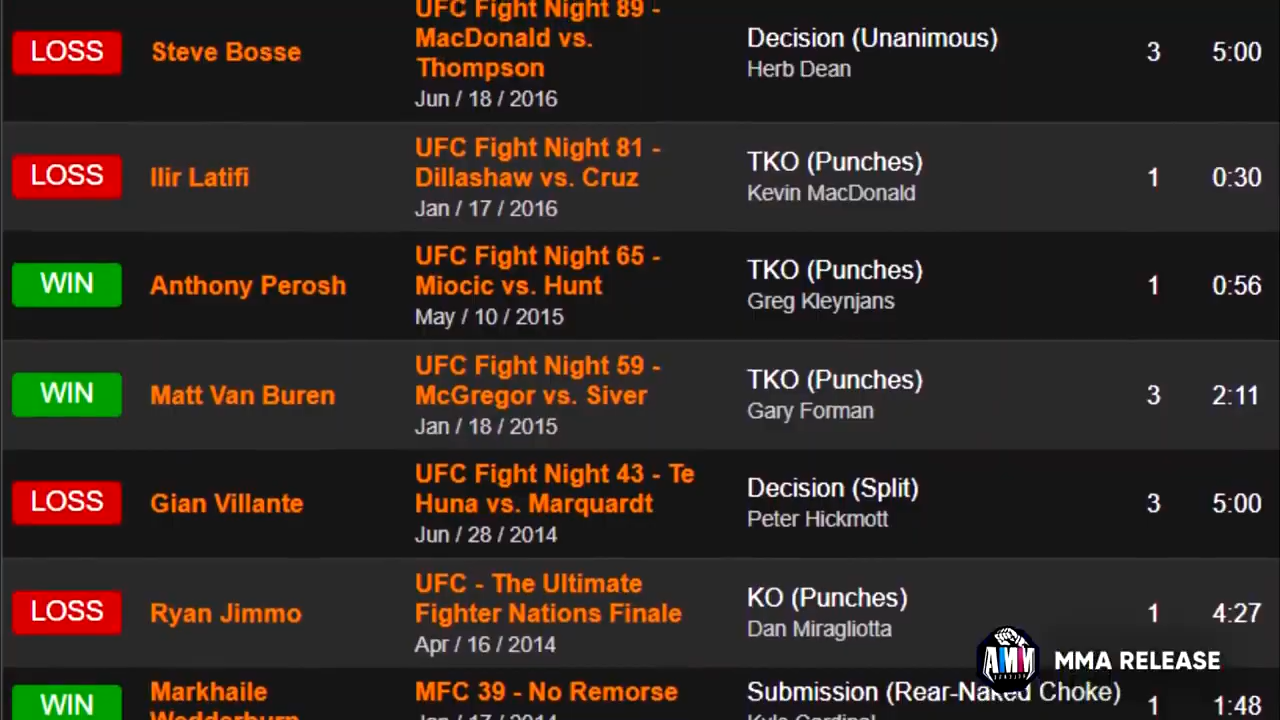 LOSS
Steve Bosse
UFC Fight Night 89 -
MacDonald vs.
Thompson
Jun / 18 / 2016
Decision (Unanimous)
Herb Dean
3
5:00
LOSS
Ilir Latifi
UFC Fight Night 81 -
Dillashaw vs. Cruz
Jan / 17 / 2016
TKO (Punches)
Kevin MacDonald
1
0:30
WIN
Anthony Perosh
UFC Fight Night 65 -
Miocic vs. Hunt
May / 10 / 2015
TKO (Punches)
Greg Kleynjans
1
0:56
WIN
Matt Van Buren
UFC Fight Night 59 -
McGregor vs. Siver
Jan / 18 / 2015
TKO (Punches)
Gary Forman
3
2:11
LOSS
Gian Villante
UFC Fight Night 43 - Te
Huna vs. Marquardt
Jun / 28 / 2014
Decision (Split)
Peter Hickmott
3
5:00
LOSS
Ryan Jimmo
UFC - The Ultimate
Fighter Nations Finale
Apr / 16 / 2014
KO (Punches)
Dan Miragliotta
1
4:27
AMM
MMA RELEASE
WIN
Markhaile
Wedderburn
MFC 39 - No Remorse
Jan / 17 / 2014
Submission (Rear-Naked Choke)
Kyle Cardinal
1
1:48